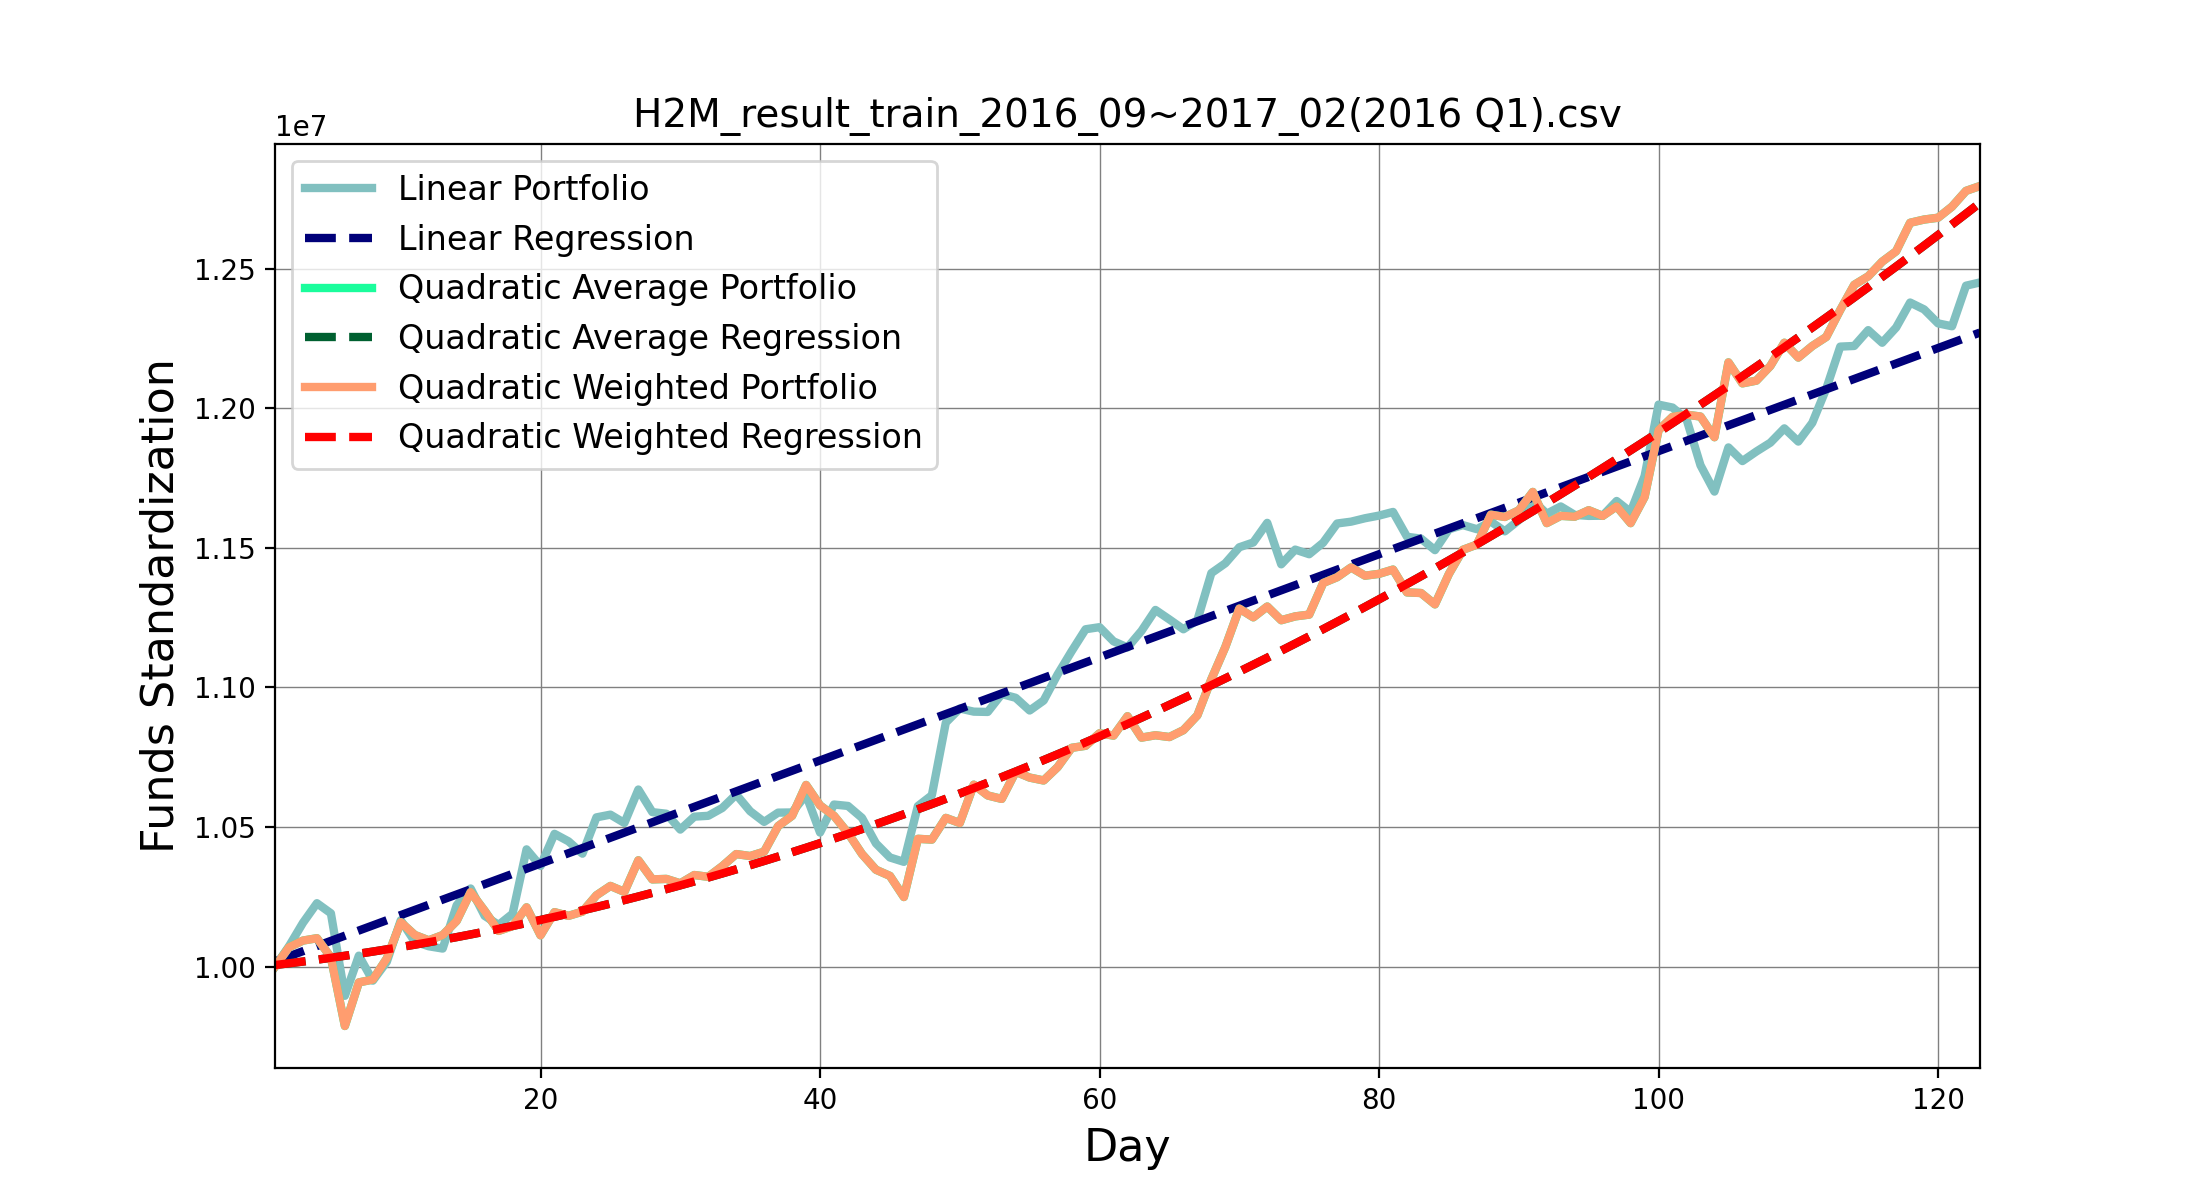 H2M_result_train_2016_09~2017_02(2016 Q1).csv
1e7
Linear Portfolio
Linear Regression
Quadratic Average Portfolio
Quadratic Average Regression
Quadratic Weighted Portfolio
Quadratic Weighted Regression
Funds Standardization
1.25
1.20
1.15
1.10
1.05
1.00
20 40 60 80 100 120
Day